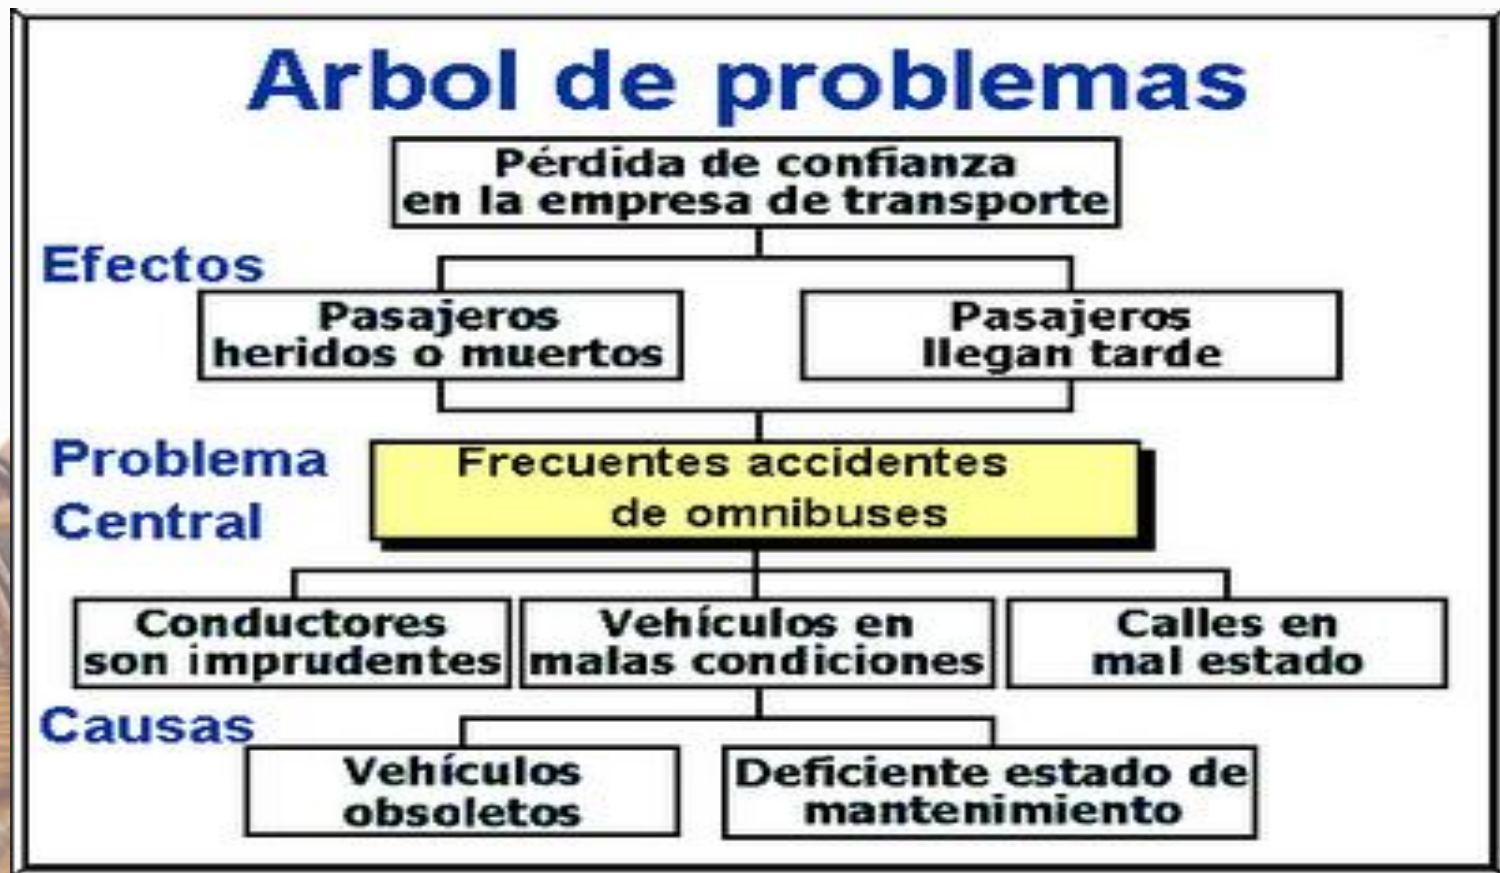 Arbol de problemas
Pérdida de confianza
en la empresa de transporte
Efectos
Pasajeros
heridos o muertos
Pasajeros
llegan tarde
Problema
Central
Frecuentes accidentes
de omnibuses
Conductores
son imprudentes
Vehículos en
malas condiciones
Calles en
mal estado
Causas
Vehículos
obsoletos
Deficiente estado de
mantenimiento